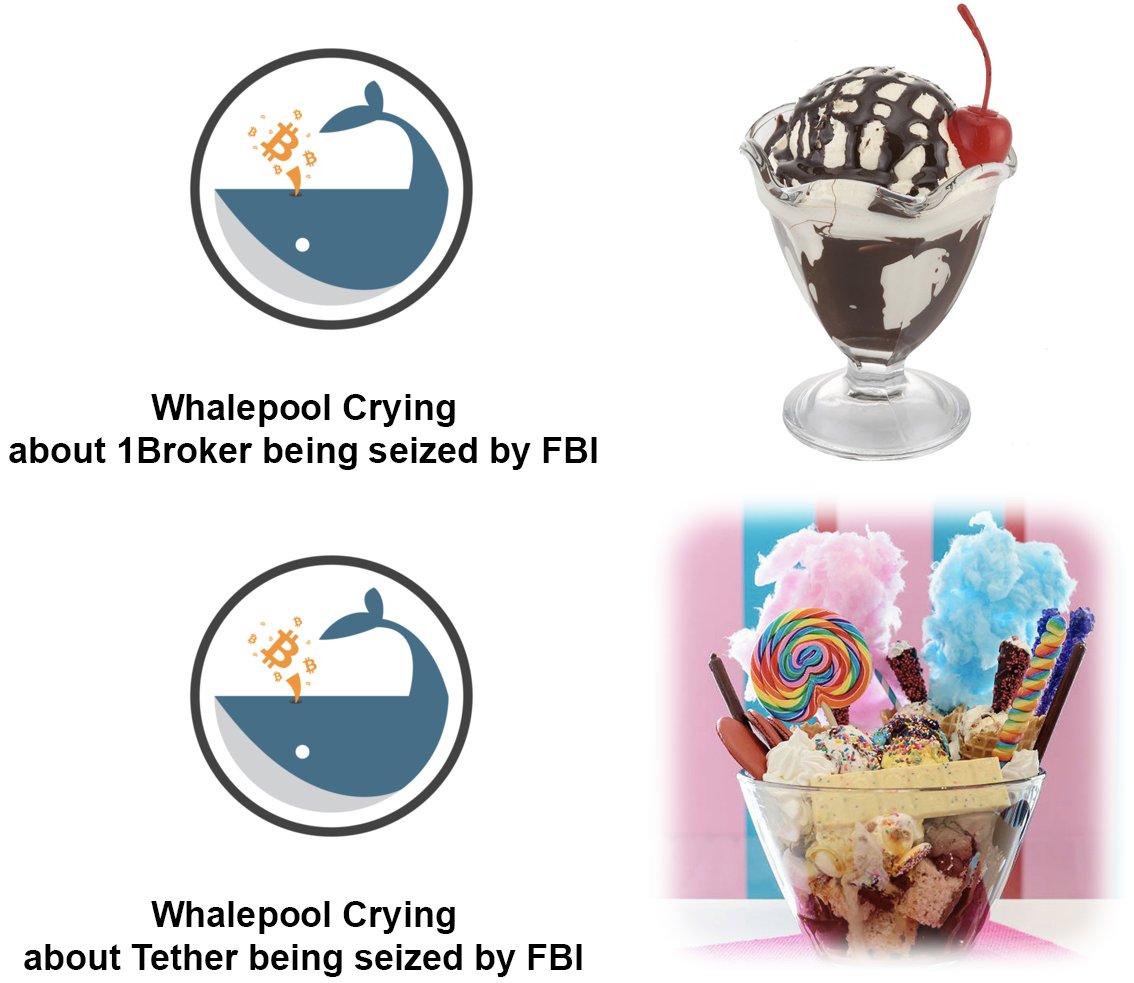 Whalepool Crying
about 1Broker being seized by FBI
Whalepool Crying
about Tether being seized by FBI